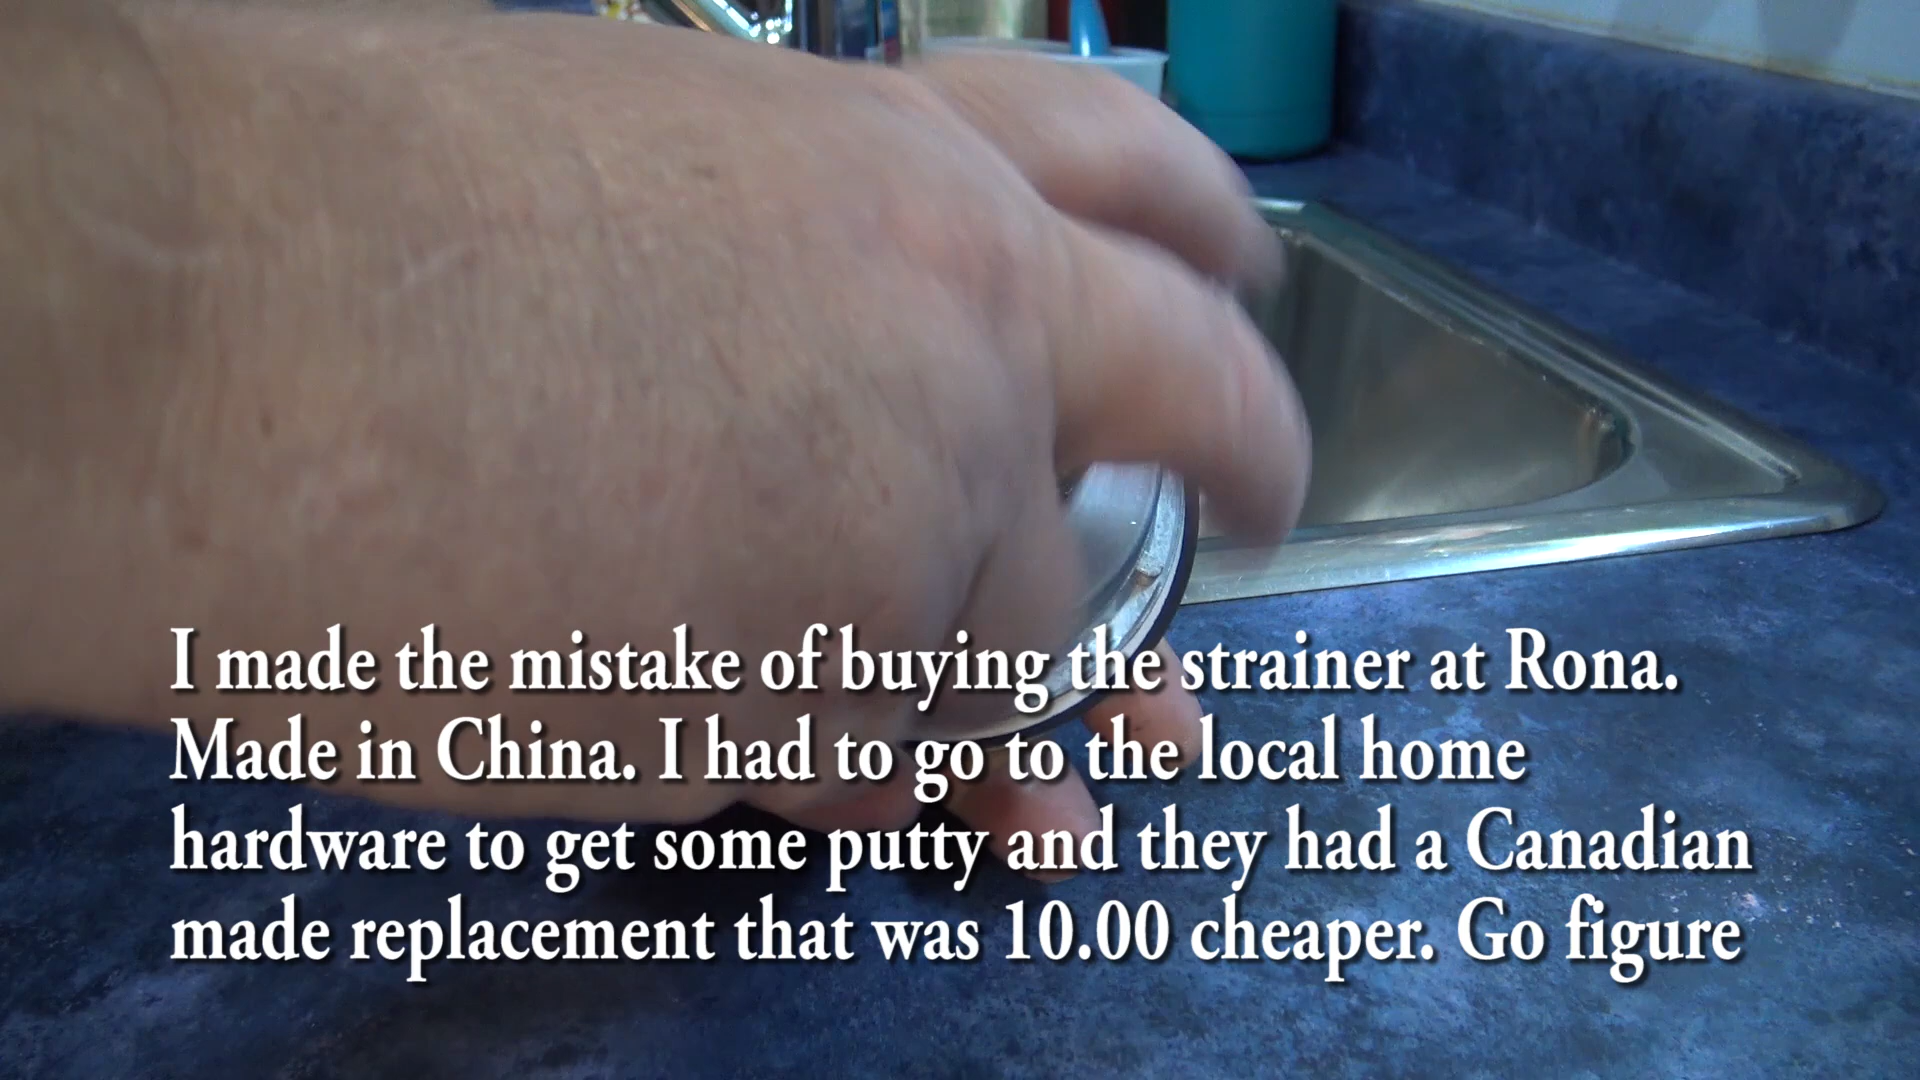 I made the mistake of buying the strainer at Rona.
Made in China. I had to go to the local home
hardware to get some putty and they had a Canadian
made replacement that was 10.00 cheaper. Go figure